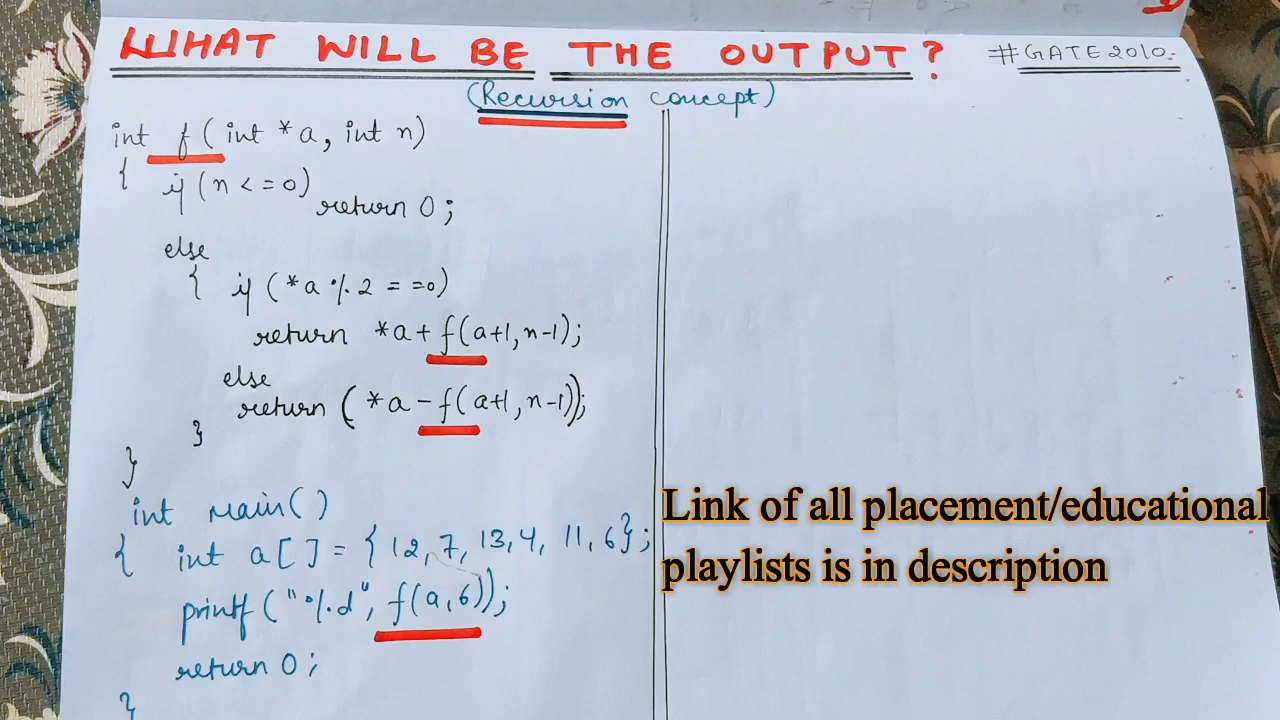 WHAT WILL BE THE OUTPUT? #GATE2010.
(Recursion concept)
int f(int *a, int n)
{ if (n <= 0)
return 0;
else
{ if (*a % 2 = =0)
return *a + f(a+1, n-1);
else
return (*a - f(a+1, n-1));
}
}
int main()
{ int a[] = {12, 7, 13, 4, 11, 6};
printf ("%d", f(a, 6));
return 0;
}
Link of all placement/educational
playlists is in description